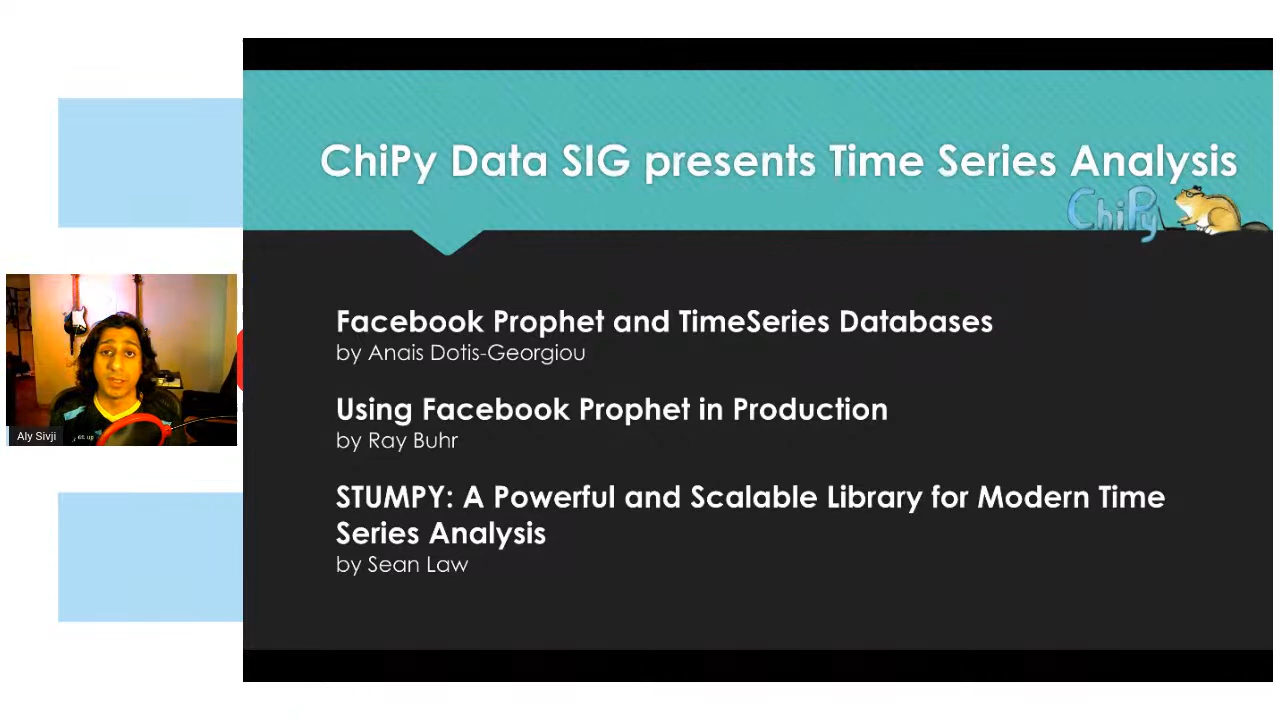 ChiPy Data SIG presents Time Series Analysis
ChiPy
Facebook Prophet and TimeSeries Databases
by Anais Dotis-Georgiou
Using Facebook Prophet in Production
by Ray Buhr
Aly Sivji
STUMPY: A Powerful and Scalable Library for Modern Time
Series Analysis
by Sean Law